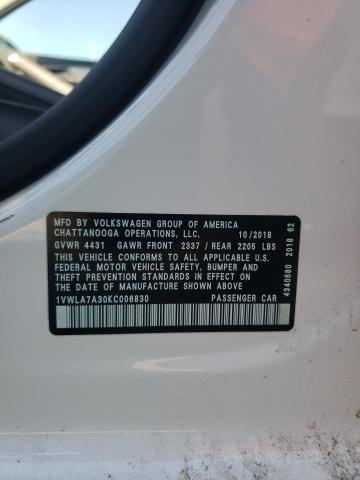 MFD BY VOLKSWAGEN GROUP OF AMERICA
CHATTANOOGA OPERATIONS, LLC. 10/2018
GVWR 4431 GAWR FRONT 2337 / REAR 2205 LBS
THIS VEHICLE CONFORMS TO ALL APPLICABLE U.S.
FEDERAL MOTOR VEHICLE SAFETY, BUMPER AND
THEFT PREVENTION STANDARDS IN EFFECT ON
THE DATE OF MANUFACTURE SHOWN ABOVE
1VWLA7A30KC006830 PASSENGER CAR
4340580 2018 62